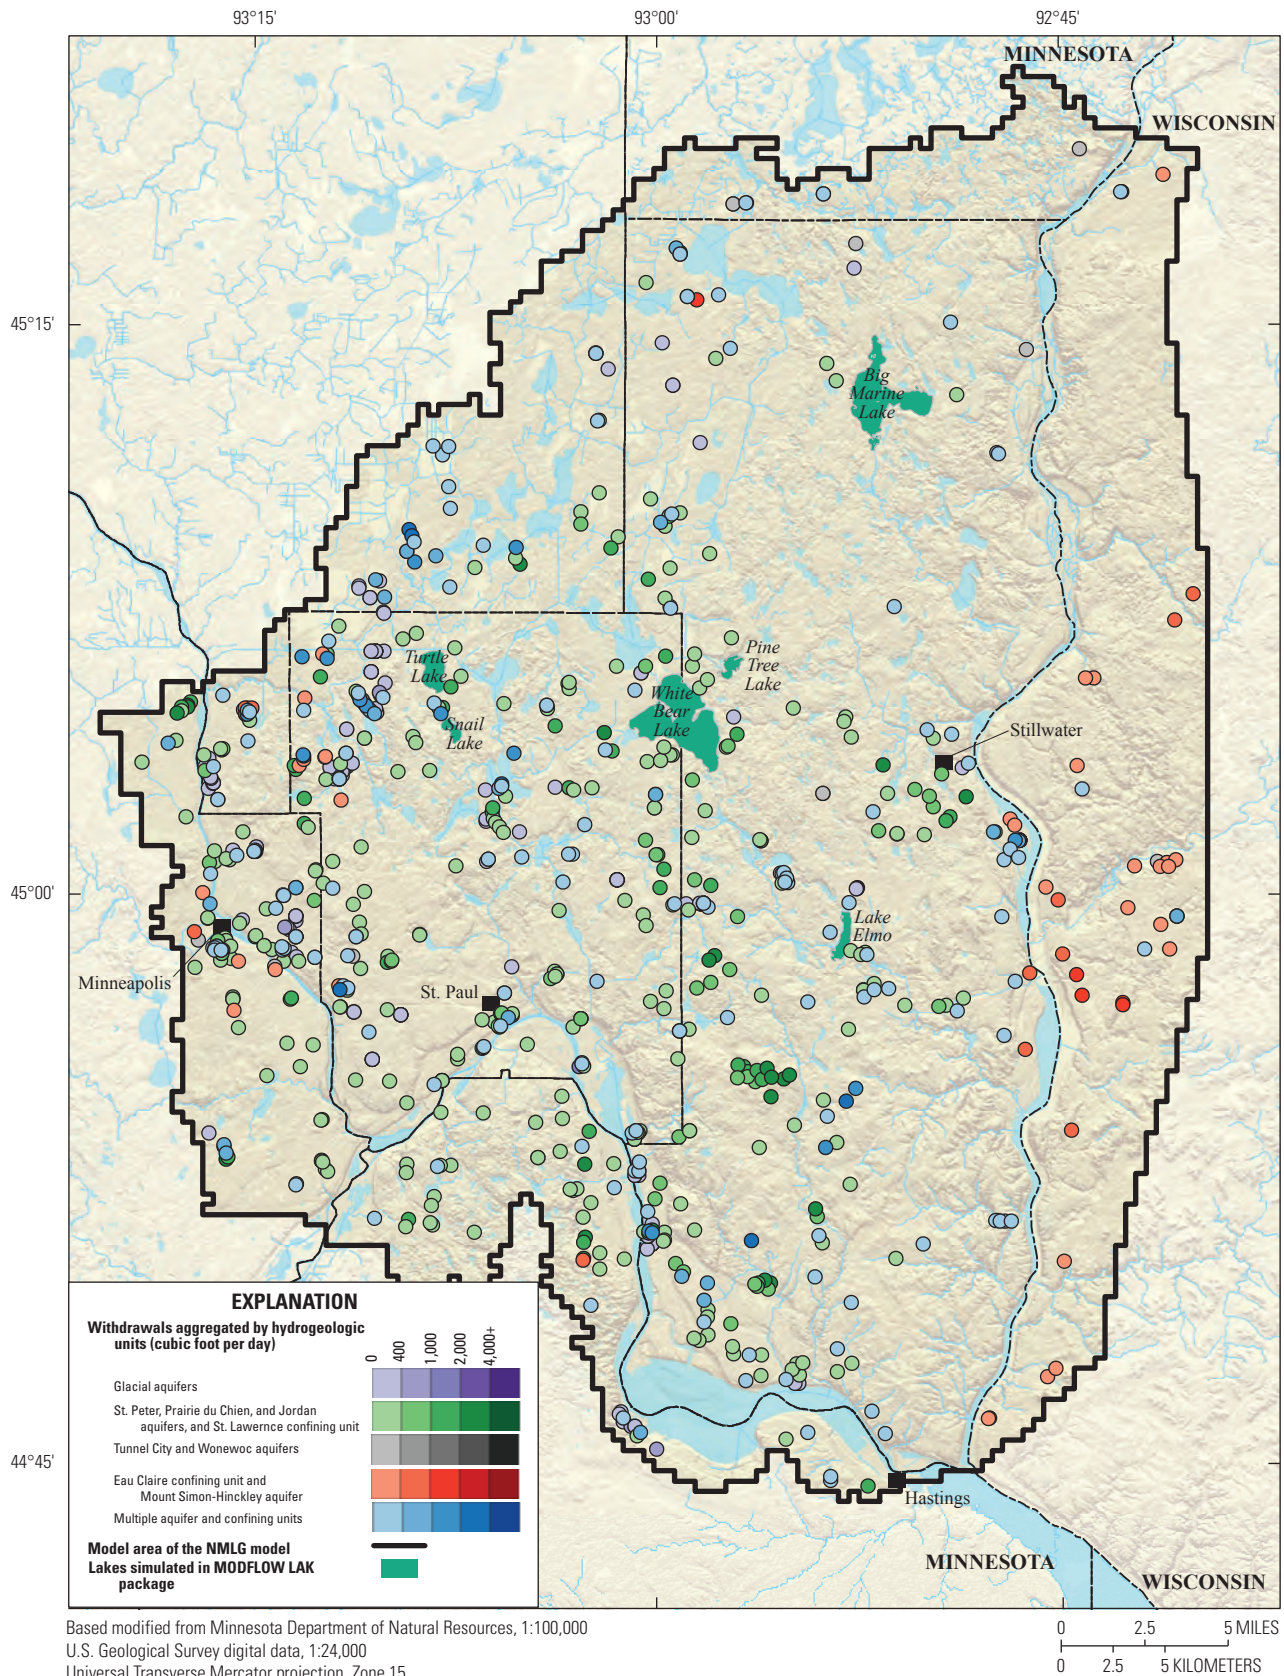 93°15'
93°00'
92°45'
MINNESOTA
WISCONSIN
45°15'
Big
Marine
Lake
Turtle
Lake
Pine
Tree
Lake
White
Bear
Lake
Snail
Lake
Stillwater
45°00'
Lake
Elmo
Minneapolis
St. Paul
EXPLANATION
Withdrawals aggregated by hydrogeologic
units (cubic foot per day)
0
400
1,000
2,000
4,000+
Glacial aquifers
St. Peter, Prairie du Chien, and Jordan
aquifers, and St. Lawernce confining unit
Tunnel City and Wonewoc aquifers
Eau Claire confining unit and
Mount Simon-Hinckley aquifer
Multiple aquifer and confining units
Model area of the NMLG model
Lakes simulated in MODFLOW LAK
package
44°45'
Hastings
MINNESOTA
WISCONSIN
Based modified from Minnesota Department of Natural Resources, 1:100,000
U.S. Geological Survey digital data, 1:24,000
Universal Transverse Mercator projection, Zone 15
0 2.5 5 MILES
0 2.5 5 KILOMETERS